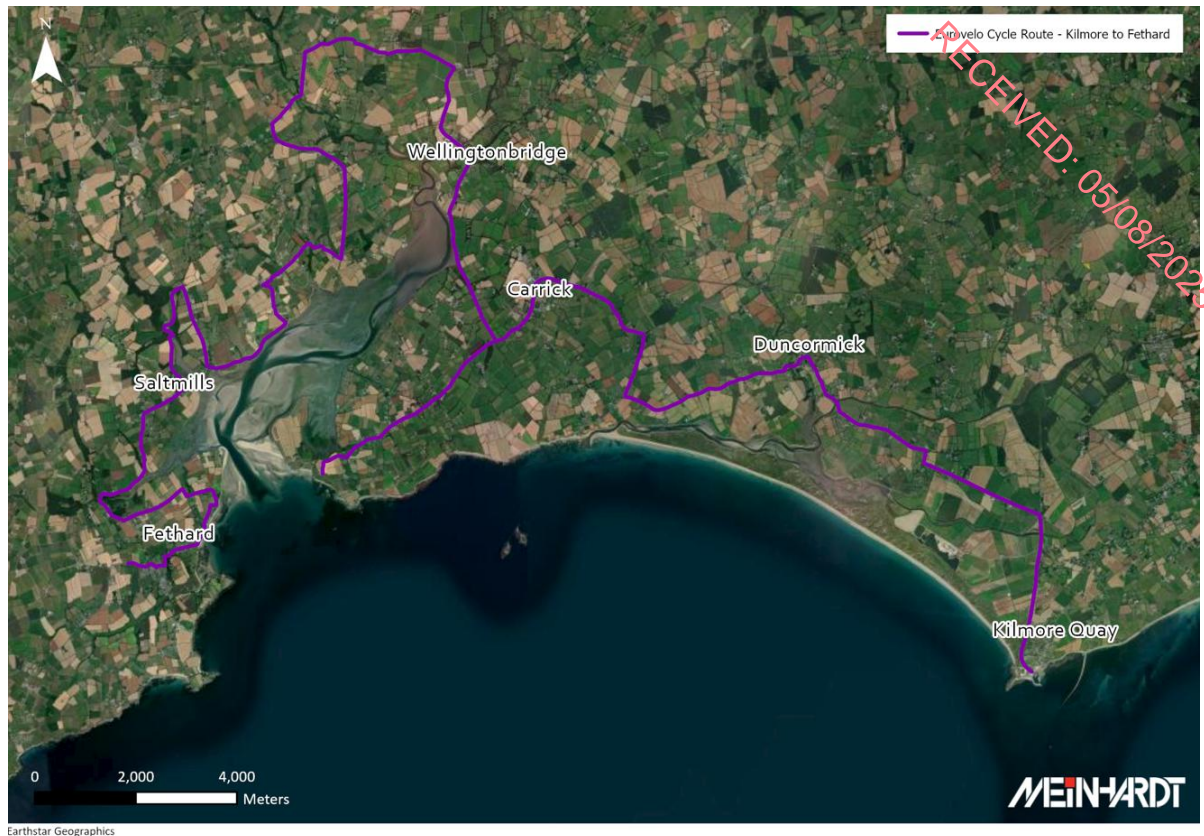 N
Eurovelo Cycle Route - Kilmore to Fethard
RECEIVED: 05/08/202
Wellingtonbridge
Carrick
Duncormick
Saltmills
Fethard
Kilmore Quay
0 2,000 4,000
Meters
MEINHARDT
Earthstar Geographics